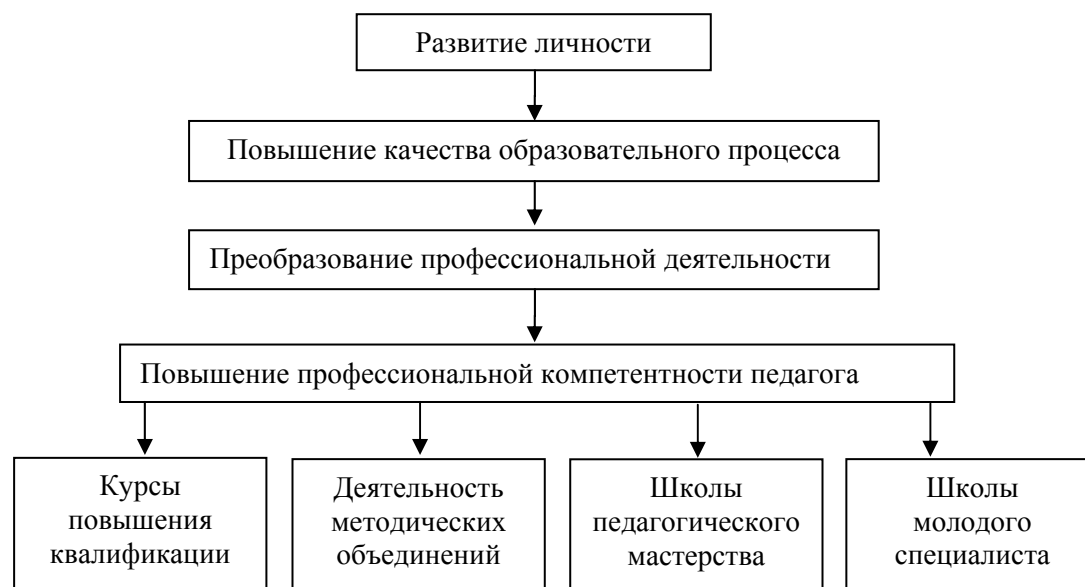 Развитие личности
Повышение качества образовательного процесса
Преобразование профессиональной деятельности
Повышение профессиональной компетентности педагога
Курсы
повышения
квалификации
Деятельность
методических
объединений
Школы
педагогического
мастерства
Школы
молодого
специалиста